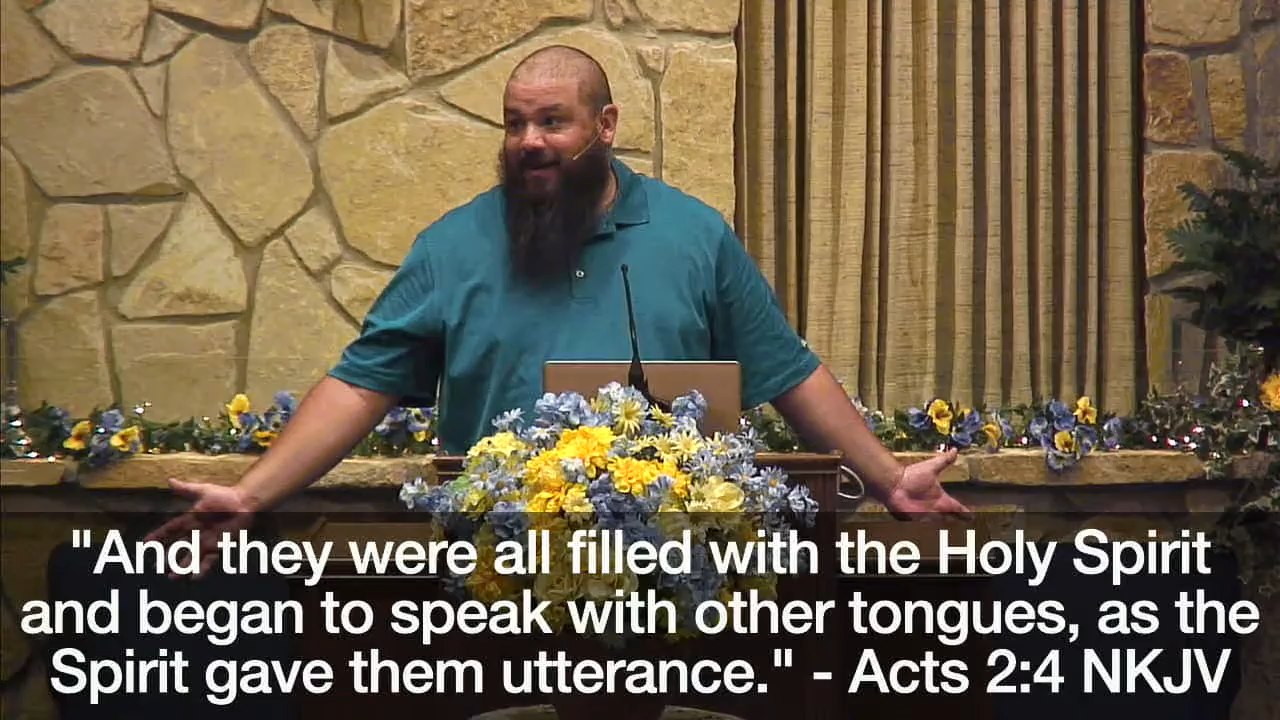 "And they were all filled with the Holy Spirit
and began to speak with other tongues, as the
Spirit gave them utterance." - Acts 2:4 NKJV